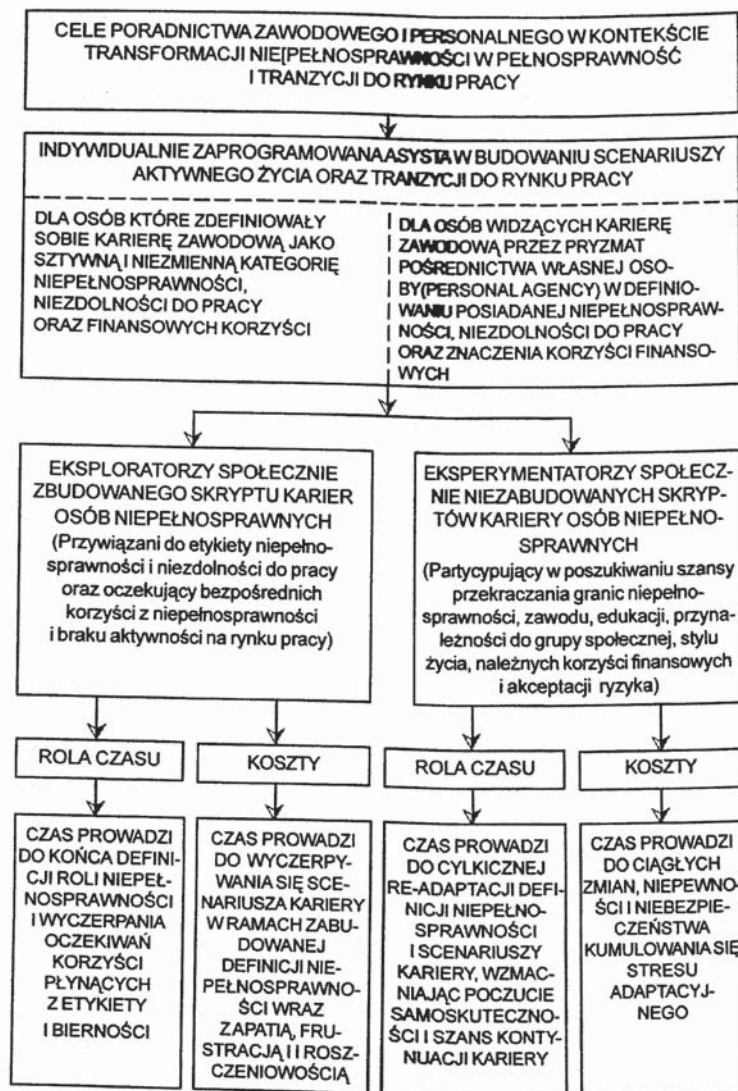 CELE PORADNICTWA ZAWODOWEGO I PERSONALNEGO W KONTEKŚCIE
TRANSFORMACJI NIE[PEŁNOSPRAWNOŚCI W PEŁNOSPRAWNOŚĆ
I TRANZYCJI DO RYNKU PRACY
INDYWIDUALNIE ZAPROGRAMOWANA ASYSTA W BUDOWANIU SCENARIUSZY
AKTYWNEGO ŻYCIA ORAZ TRANZYCJI DO RYNKU PRACY
DLA OSÓB KTÓRE ZDEFINIOWAŁY
SOBIE KARIERĘ ZAWODOWĄ JAKO
SZTYWNĄ I NIEZMIENNĄ KATEGORIĘ
NIEPEŁNOSPRAWNOŚCI,
NIEZDOLNOŚCI DO PRACY
ORAZ FINANSOWYCH KORZYŚCI
DLA OSÓB WIDZĄCYCH KARIERĘ
ZAWODOWĄ PRZEZ PRYZMAT
POŚREDNICTWA WŁASNEJ OSO-
BY(PERSONAL AGENCY) W DEFINIO-
WANIU POSIADANEJ NIEPEŁNOSPRAW-
NOŚCI, NIEZDOLNOŚCI DO PRACY
ORAZ ZNACZENIA KORZYŚCI FINANSO-
WYCH
EKSPLORATORZY SPOŁECZNIE
ZBUDOWANEGO SKRYPTU KARIER
OSÓB NIEPEŁNOSPRAWNYCH
(Przywiązani do etykiety niepełno-
sprawności i niezdolności do pracy
oraz oczekujący bezpośrednich
korzyści z niepełnosprawności
i braku aktywności na rynku pracy)
EKSPERYMENTATORZY SPOŁECZ-
NIE NIEZABUDOWANYCH SKRYP-
TÓW KARIERY OSÓB NIEPEŁNO-
SPRAWNYCH
(Partycypujący w poszukiwaniu szansy
przekraczania granic niepełno-
sprawności, zawodu, edukacji, przyna-
leżności do grupy społecznej, stylu
życia, należnych korzyści finansowych
i akceptacji ryzyka)
ROLA CZASU
KOSZTY
ROLA CZASU
KOSZTY
CZAS PROWADZI
DO KOŃCA DEFINI-
CJI ROLI NIEPEŁ-
NOSPRAWNOŚCI
I WYCZERPANIA
OCZEKIWAŃ
KORZYŚCI
PŁYNĄCYCH
Z ETYKIETY
I BIERNOŚCI
CZAS PROWADZI
DO WYCZERPY-
WANIA SIĘ SCE-
NARIUSZA KARIERY
W RAMACH ZABU-
DOWANEJ
DEFINICJI NIE-
PEŁNOSPRAWNO-
ŚCI WRAZ
Z APATIĄ, FRU-
STRACJĄ I I ROSZ-
CZENIOWOŚCIĄ
CZAS PROWADZI
DO CYLKICZNEJ
RE-ADAPTACJI DEFI-
NICJI NIEPEŁNO-
SPRAWNOŚCI
I SCENARIUSZY
KARIERY, WZMAC-
NIAJĄC POCZUCIE
SAMOSKUTECZNO-
ŚCI I SZANS KONTY-
NUACJI KARIERY
CZAS PROWADZI
DO CIĄGŁYCH
ZMIAN, NIEPEWNO-
ŚCI I NIEBEZPIE-
CZEŃSTWA
KUMULOWANIA SIĘ
STRESU
ADAPTACYJ-
NEGO